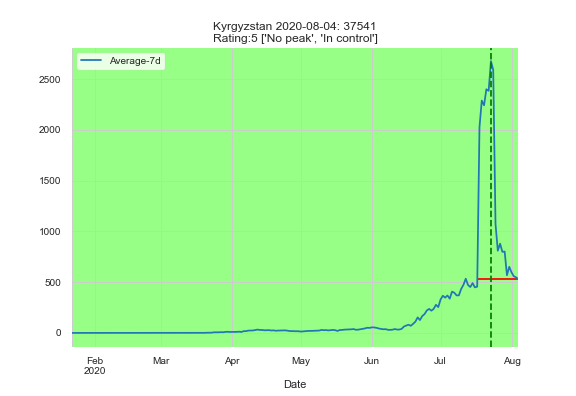 Kyrgyzstan 2020-08-04: 37541
Rating:5 ['No peak', 'In control']
Average-7d
2500
2000
1500
1000
500
0
Feb Mar Apr May Jun Jul Aug
2020
Date